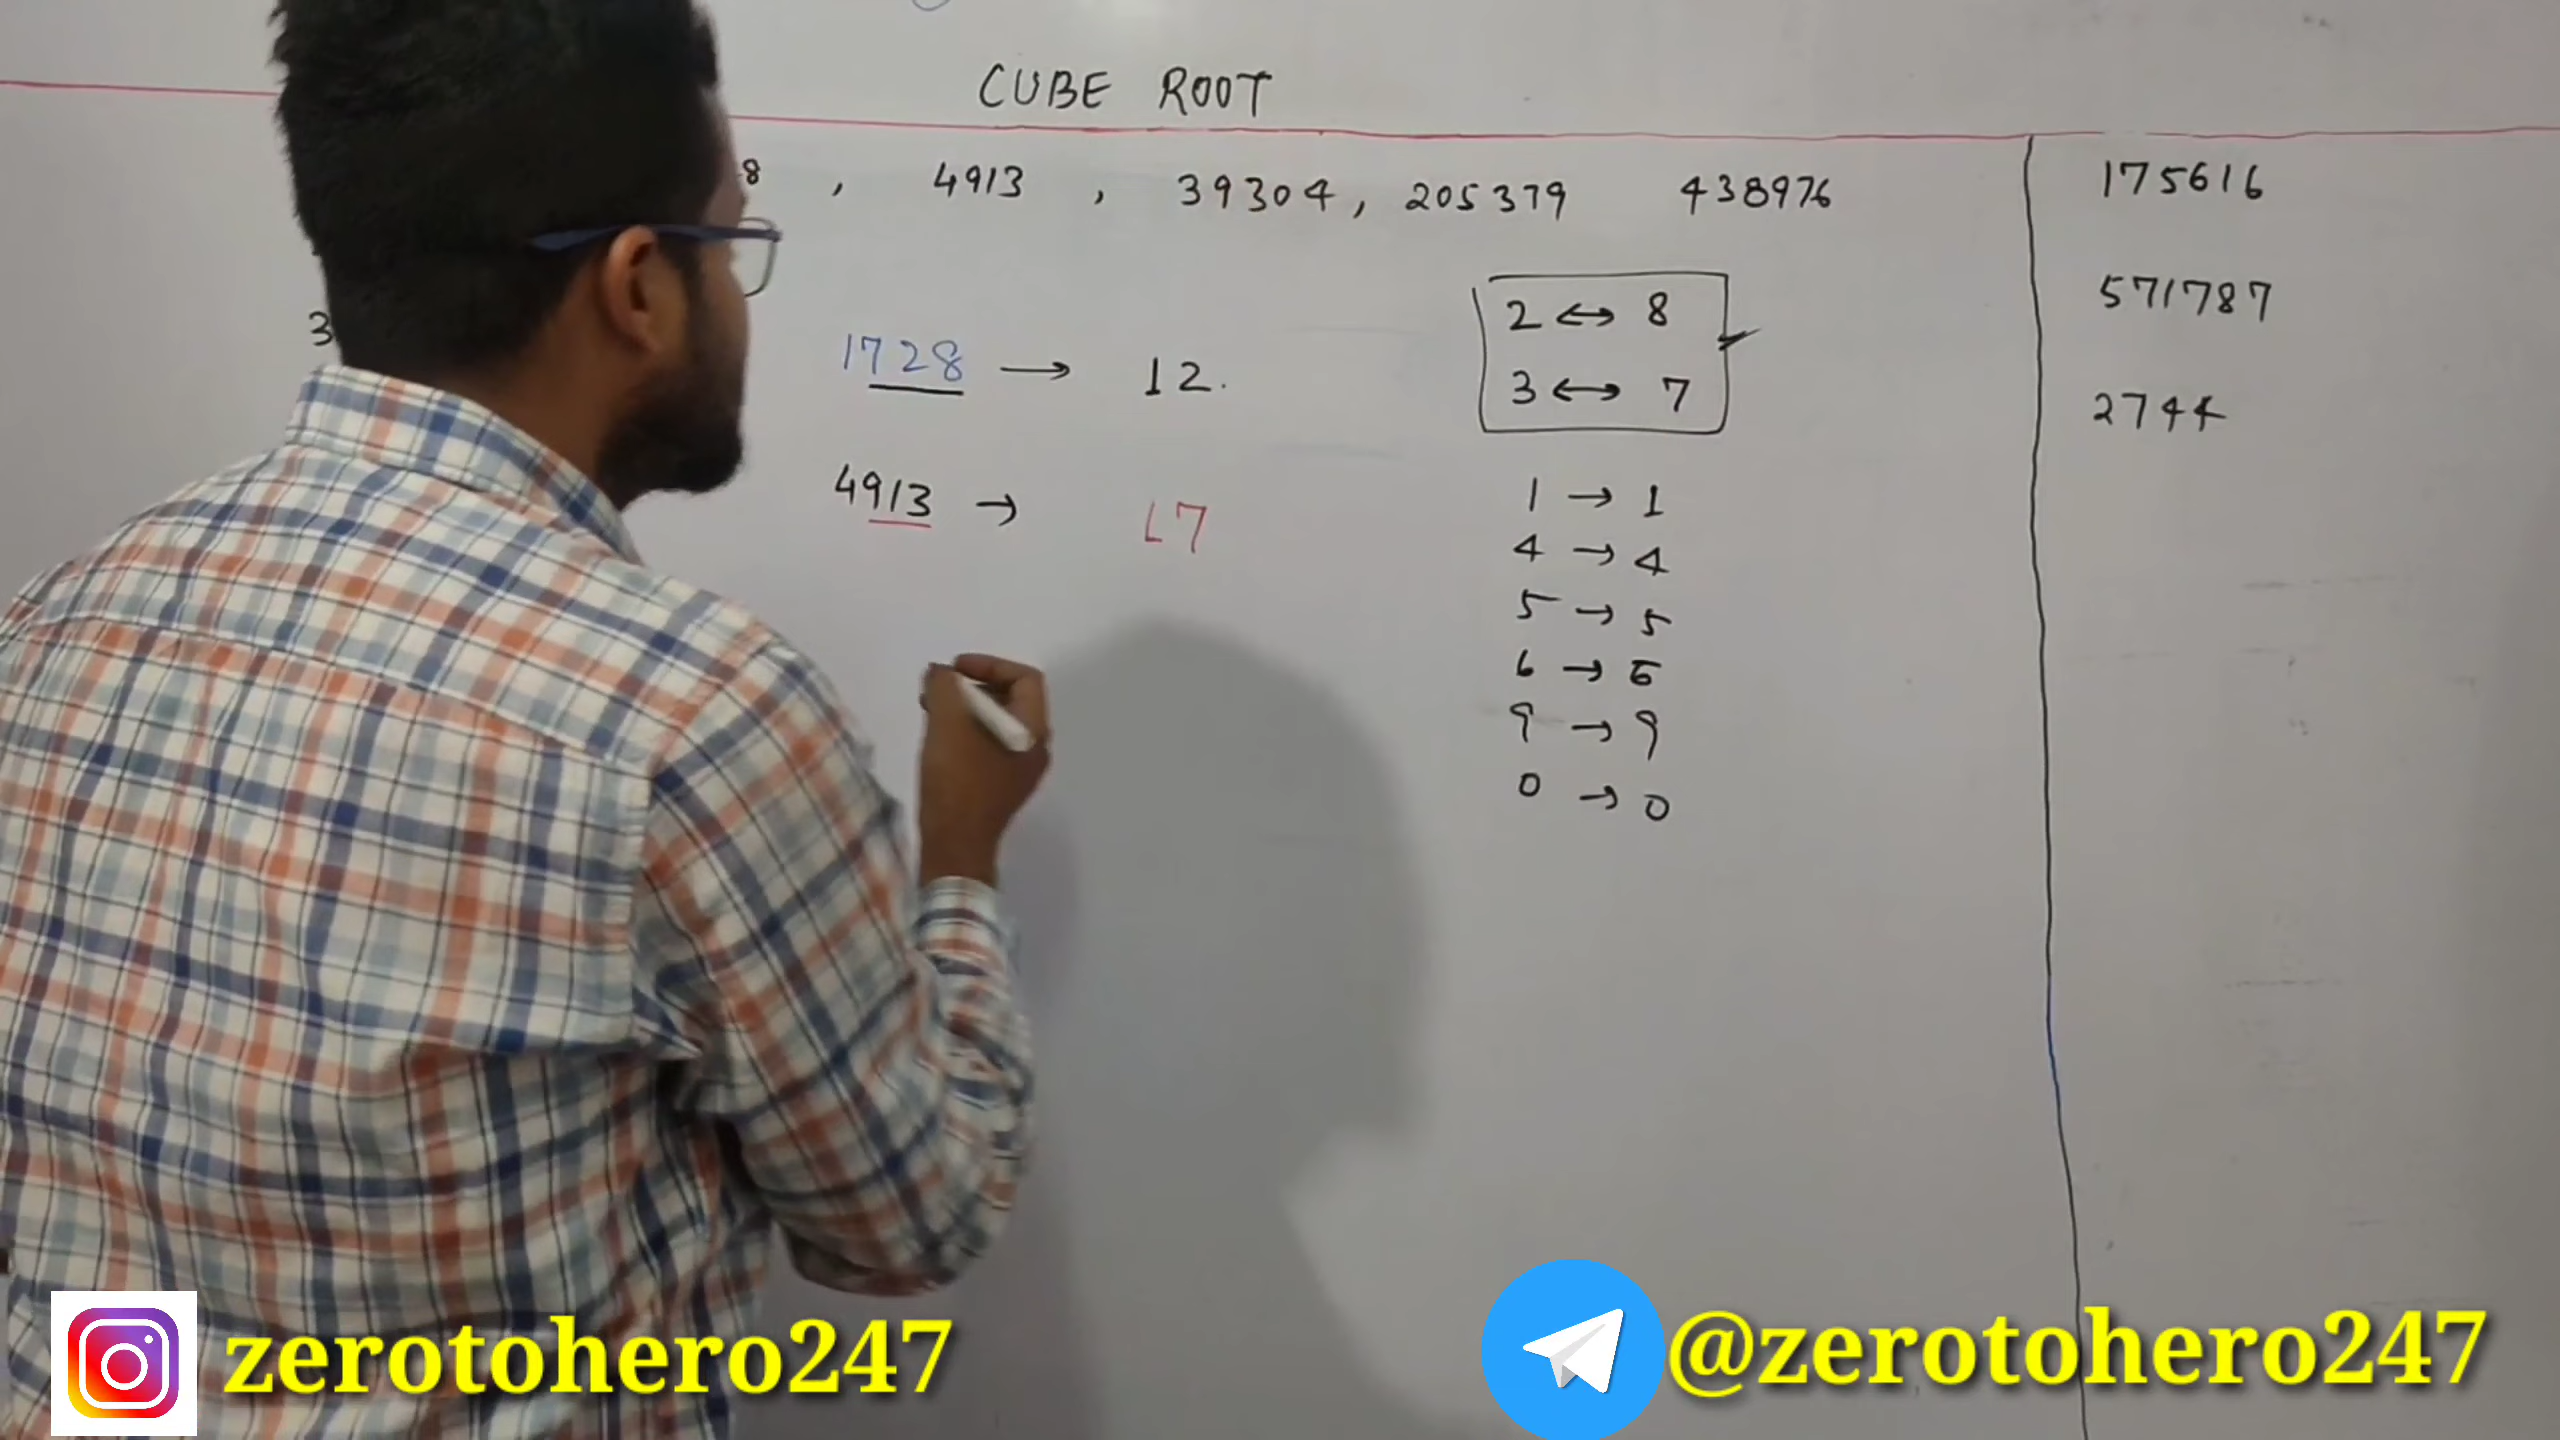 CUBE ROOT
8 , 4913 , 39304, 205379 438976
3
1728 → 12.
4913 → 17
2 ↔ 8
3 ↔ 7
1 → 1
4 → 4
5 → 5
6 → 6
9 → 9
0 → 0
175616
571787
2744
zerotohero247
@zerotohero247